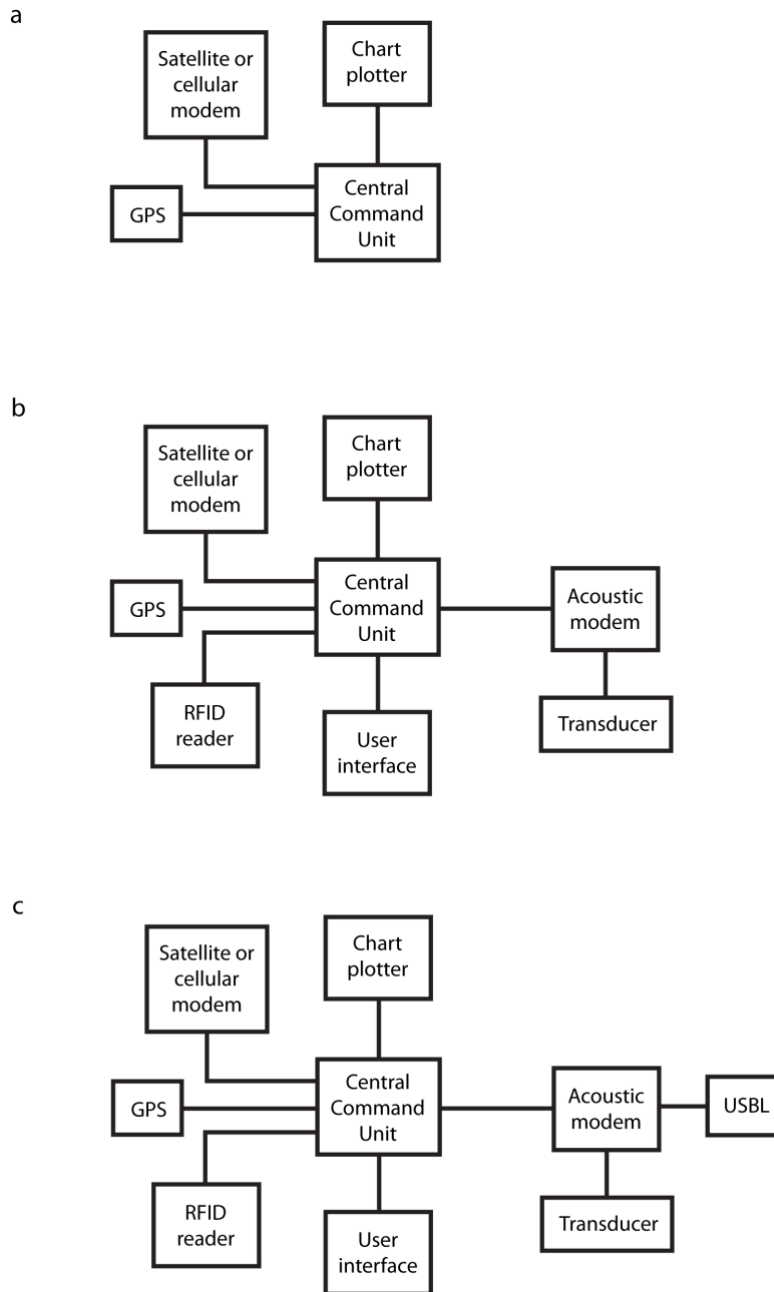 a
Satellite or
cellular
modem
Chart
plotter
GPS
Central
Command
Unit
b
Satellite or
cellular
modem
Chart
plotter
GPS
Central
Command
Unit
Acoustic
modem
RFID
reader
User
interface
Transducer
c
Satellite or
cellular
modem
Chart
plotter
GPS
Central
Command
Unit
Acoustic
modem
USBL
RFID
reader
User
interface
Transducer